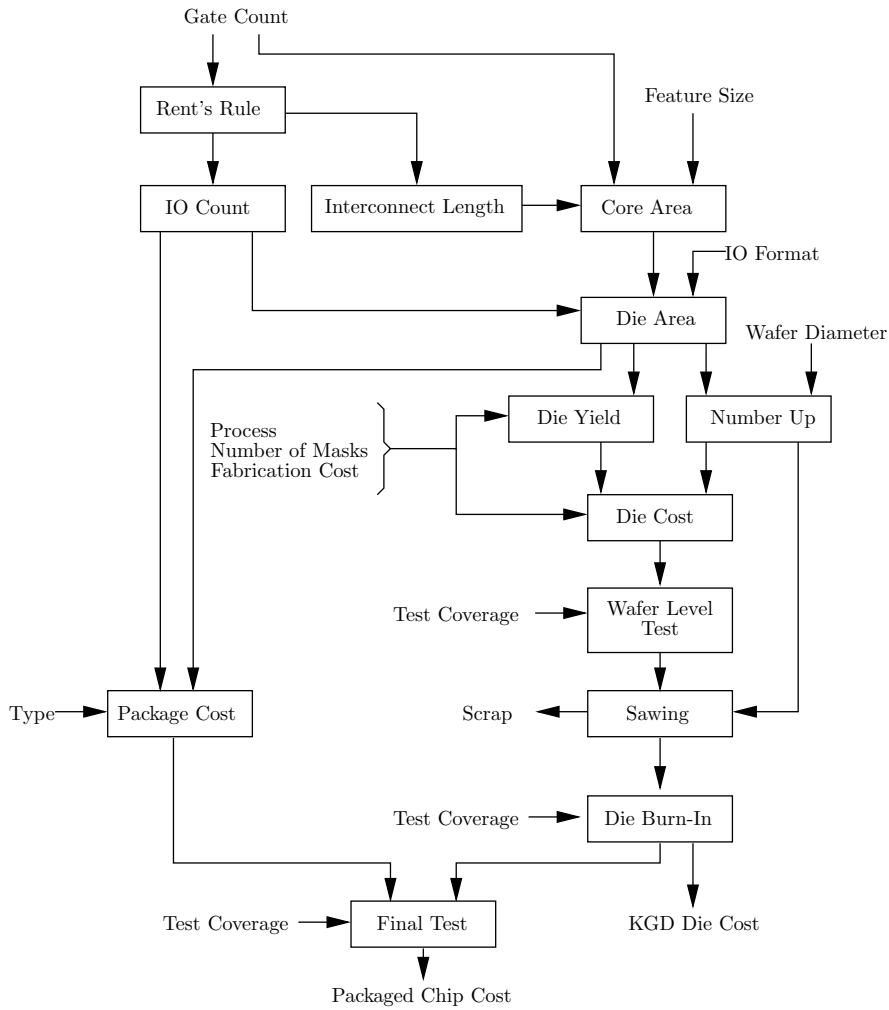 Gate Count
Rent's Rule
Feature Size
IO Count
Interconnect Length
Core Area
IO Format
Die Area
Wafer Diameter
Process
Number of Masks
Fabrication Cost
Die Yield
Number Up
Die Cost
Test Coverage
Wafer Level
Test
Type
Package Cost
Scrap
Sawing
Test Coverage
Die Burn-In
Test Coverage
Final Test
KGD Die Cost
Packaged Chip Cost